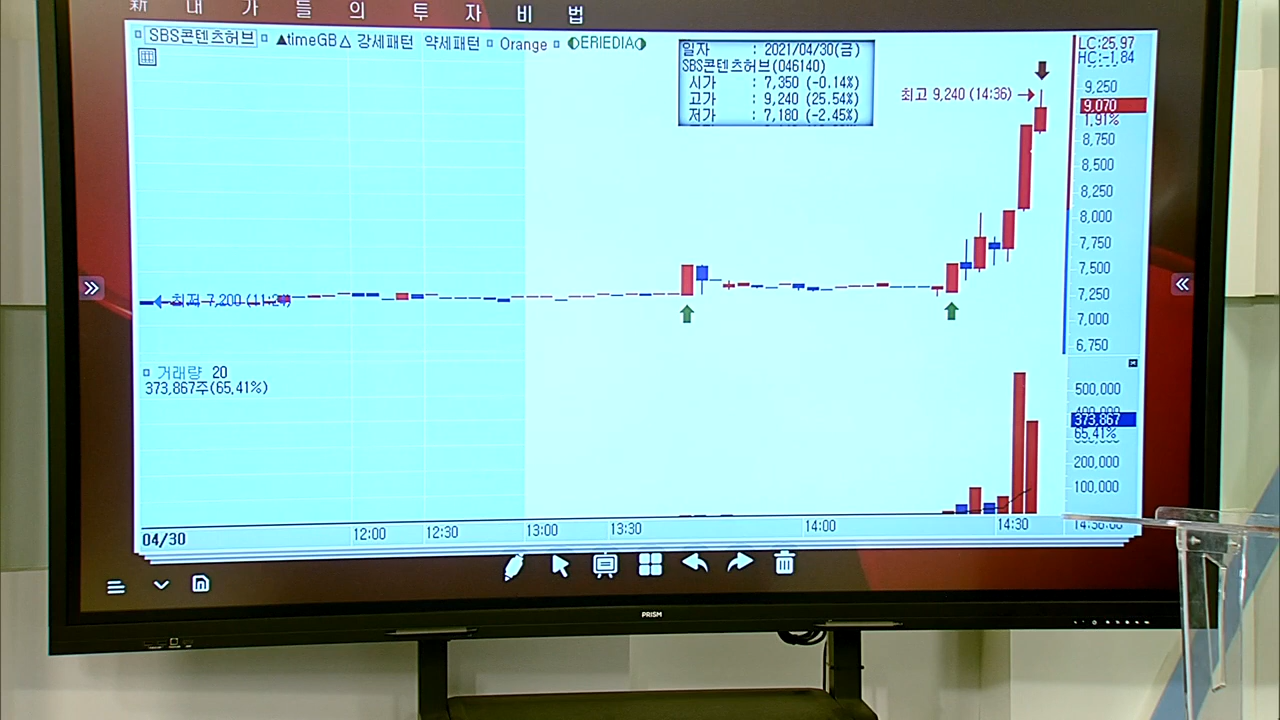 新 내 가 들 의 투 자 비 법
SBS콘텐츠허브 ▲timeGB△ 강세패턴 약세패턴 Orange ◐ERIEDIA◑
일자 : 2021/04/30(금)
SBS콘텐츠허브(046140)
시가 : 7,350 (-0.14%)
고가 : 9,240 (25.54%)
저가 : 7,180 (-2.45%)
LC:25.97
HC:-1.84
최고 9,240 (14:36)
9,250
9,070
1.91%
8,750
8,500
8,250
8,000
7,750
7,500
7,250
7,000
6,750
최저 7,200 (11:24)
거래량 20
373,867주(65.41%)
500,000
373,867
65.41%
200,000
100,000
04/30 12:00 12:30 13:00 13:30 14:00 14:30
PRISM